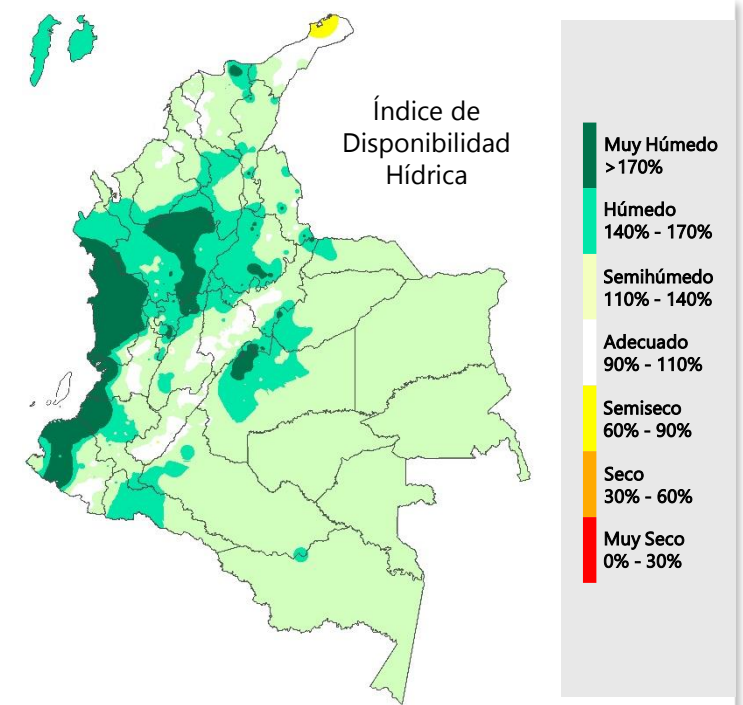 Índice de
Disponibilidad
Hídrica
Muy Húmedo
>170%
Húmedo
140% - 170%
Semihúmedo
110% - 140%
Adecuado
90% - 110%
Semiseco
60% - 90%
Seco
30% - 60%
Muy Seco
0% - 30%